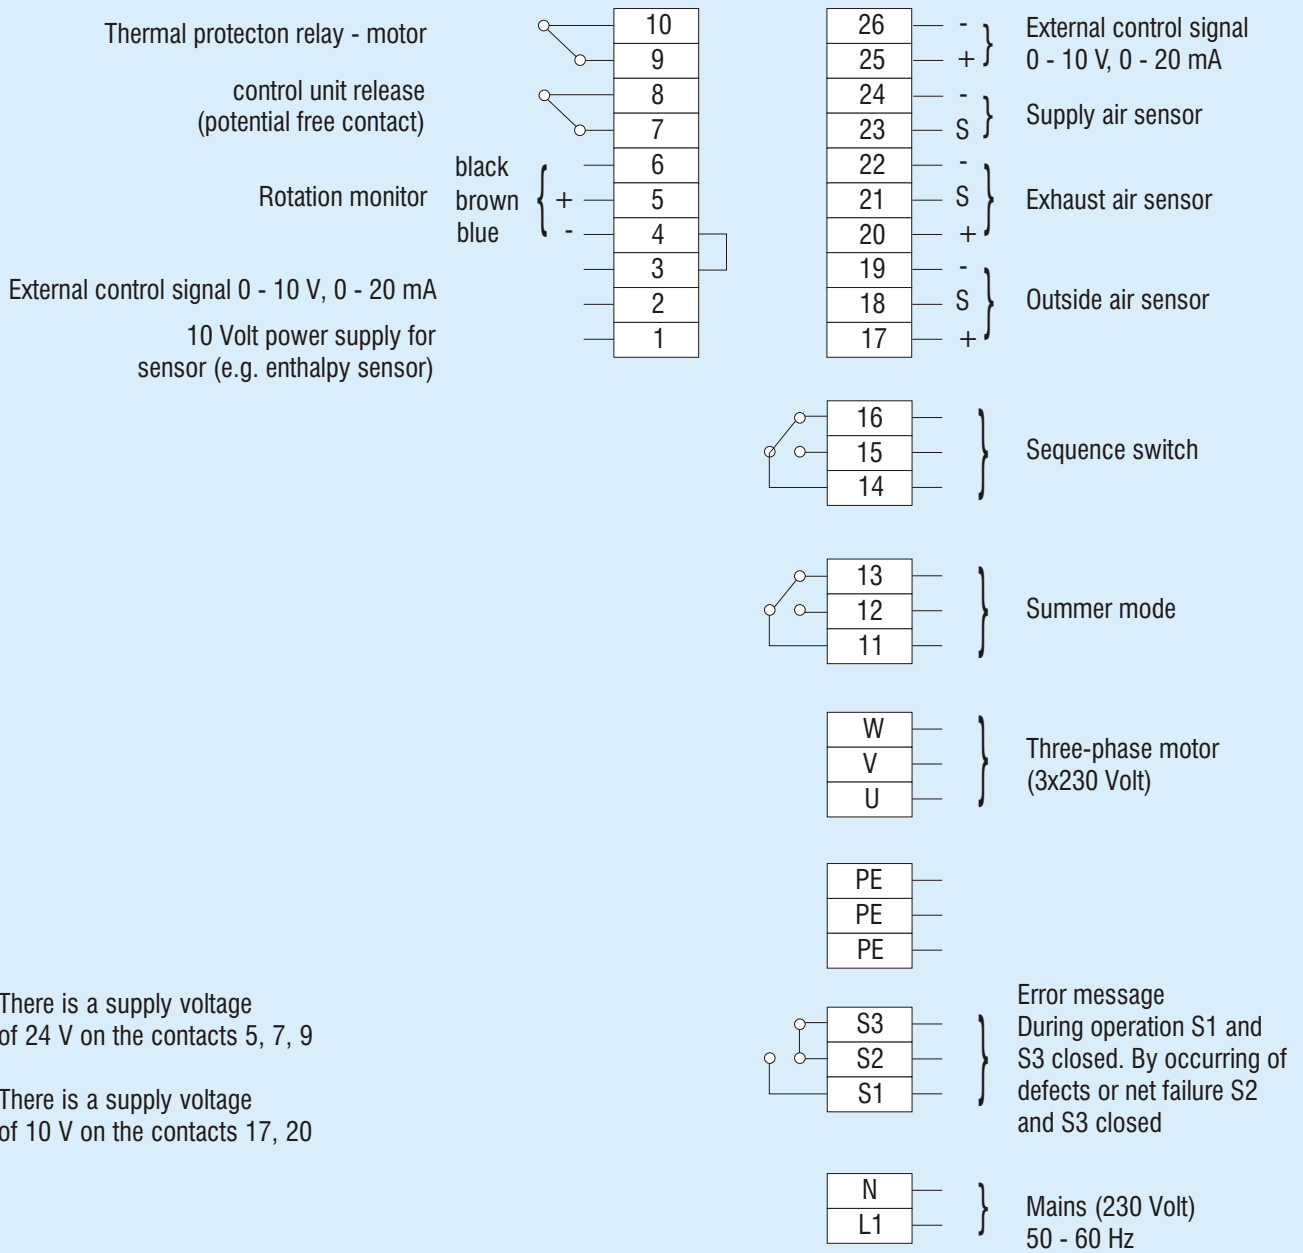 Thermal protecton relay - motor
control unit release
(potential free contact)
Rotation monitor
black
brown +
blue -
External control signal 0 - 10 V, 0 - 20 mA
10 Volt power supply for
sensor (e.g. enthalpy sensor)
10
9
8
7
6
5
4
3
2
1
26 -
25 +
24 -
23 S
22 -
21 S
20 +
19 -
18 S
17 +
External control signal
0 - 10 V, 0 - 20 mA
Supply air sensor
Exhaust air sensor
Outside air sensor
16
15
14
Sequence switch
13
12
11
Summer mode
W
V
U
Three-phase motor
(3x230 Volt)
PE
PE
PE
There is a supply voltage
of 24 V on the contacts 5, 7, 9
There is a supply voltage
of 10 V on the contacts 17, 20
S3
S2
S1
Error message
During operation S1 and
S3 closed. By occurring of
defects or net failure S2
and S3 closed
N
L1
Mains (230 Volt)
50 - 60 Hz